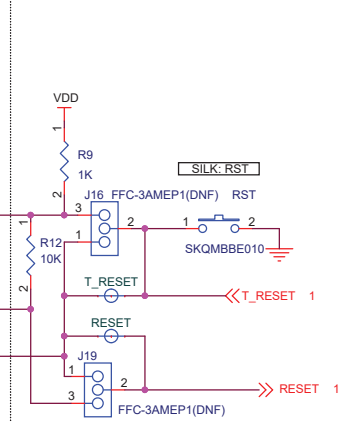 VDD
1
R9
1K
2
SILK: RST
J16 FFC-3AMEP1(DNF) RST
3
2
1
1 2
SKQMBBE010
1
R12
10K
2
T_RESET
T_RESET 1
RESET
J19
1
2
3
RESET 1
FFC-3AMEP1(DNF)